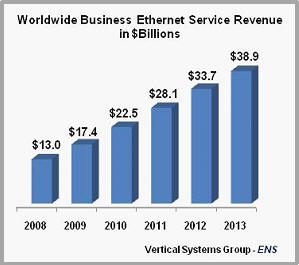 Worldwide Business Ethernet Service Revenue
in $Billions
$38.9
$33.7
$28.1
$22.5
$17.4
$13.0
2008 2009 2010 2011 2012 2013
Vertical Systems Group - ENS